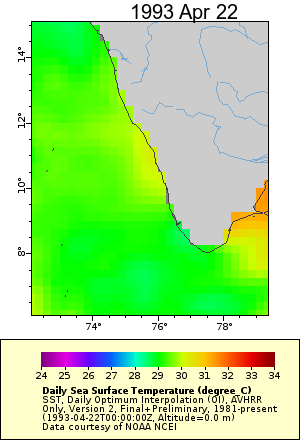 1993 Apr 22
14°
12°
10°
8°
74°
76°
78°
24 25 26 27 28 29 30 31 32 33 34
Daily Sea Surface Temperature (degree_C)
SST, Daily Optimum Interpolation (OI), AVHRR
Only, Version 2, Final+Preliminary, 1981-present
(1993-04-22T00:00:00Z, Altitude=0.0 m)
Data courtesy of NOAA NCEI